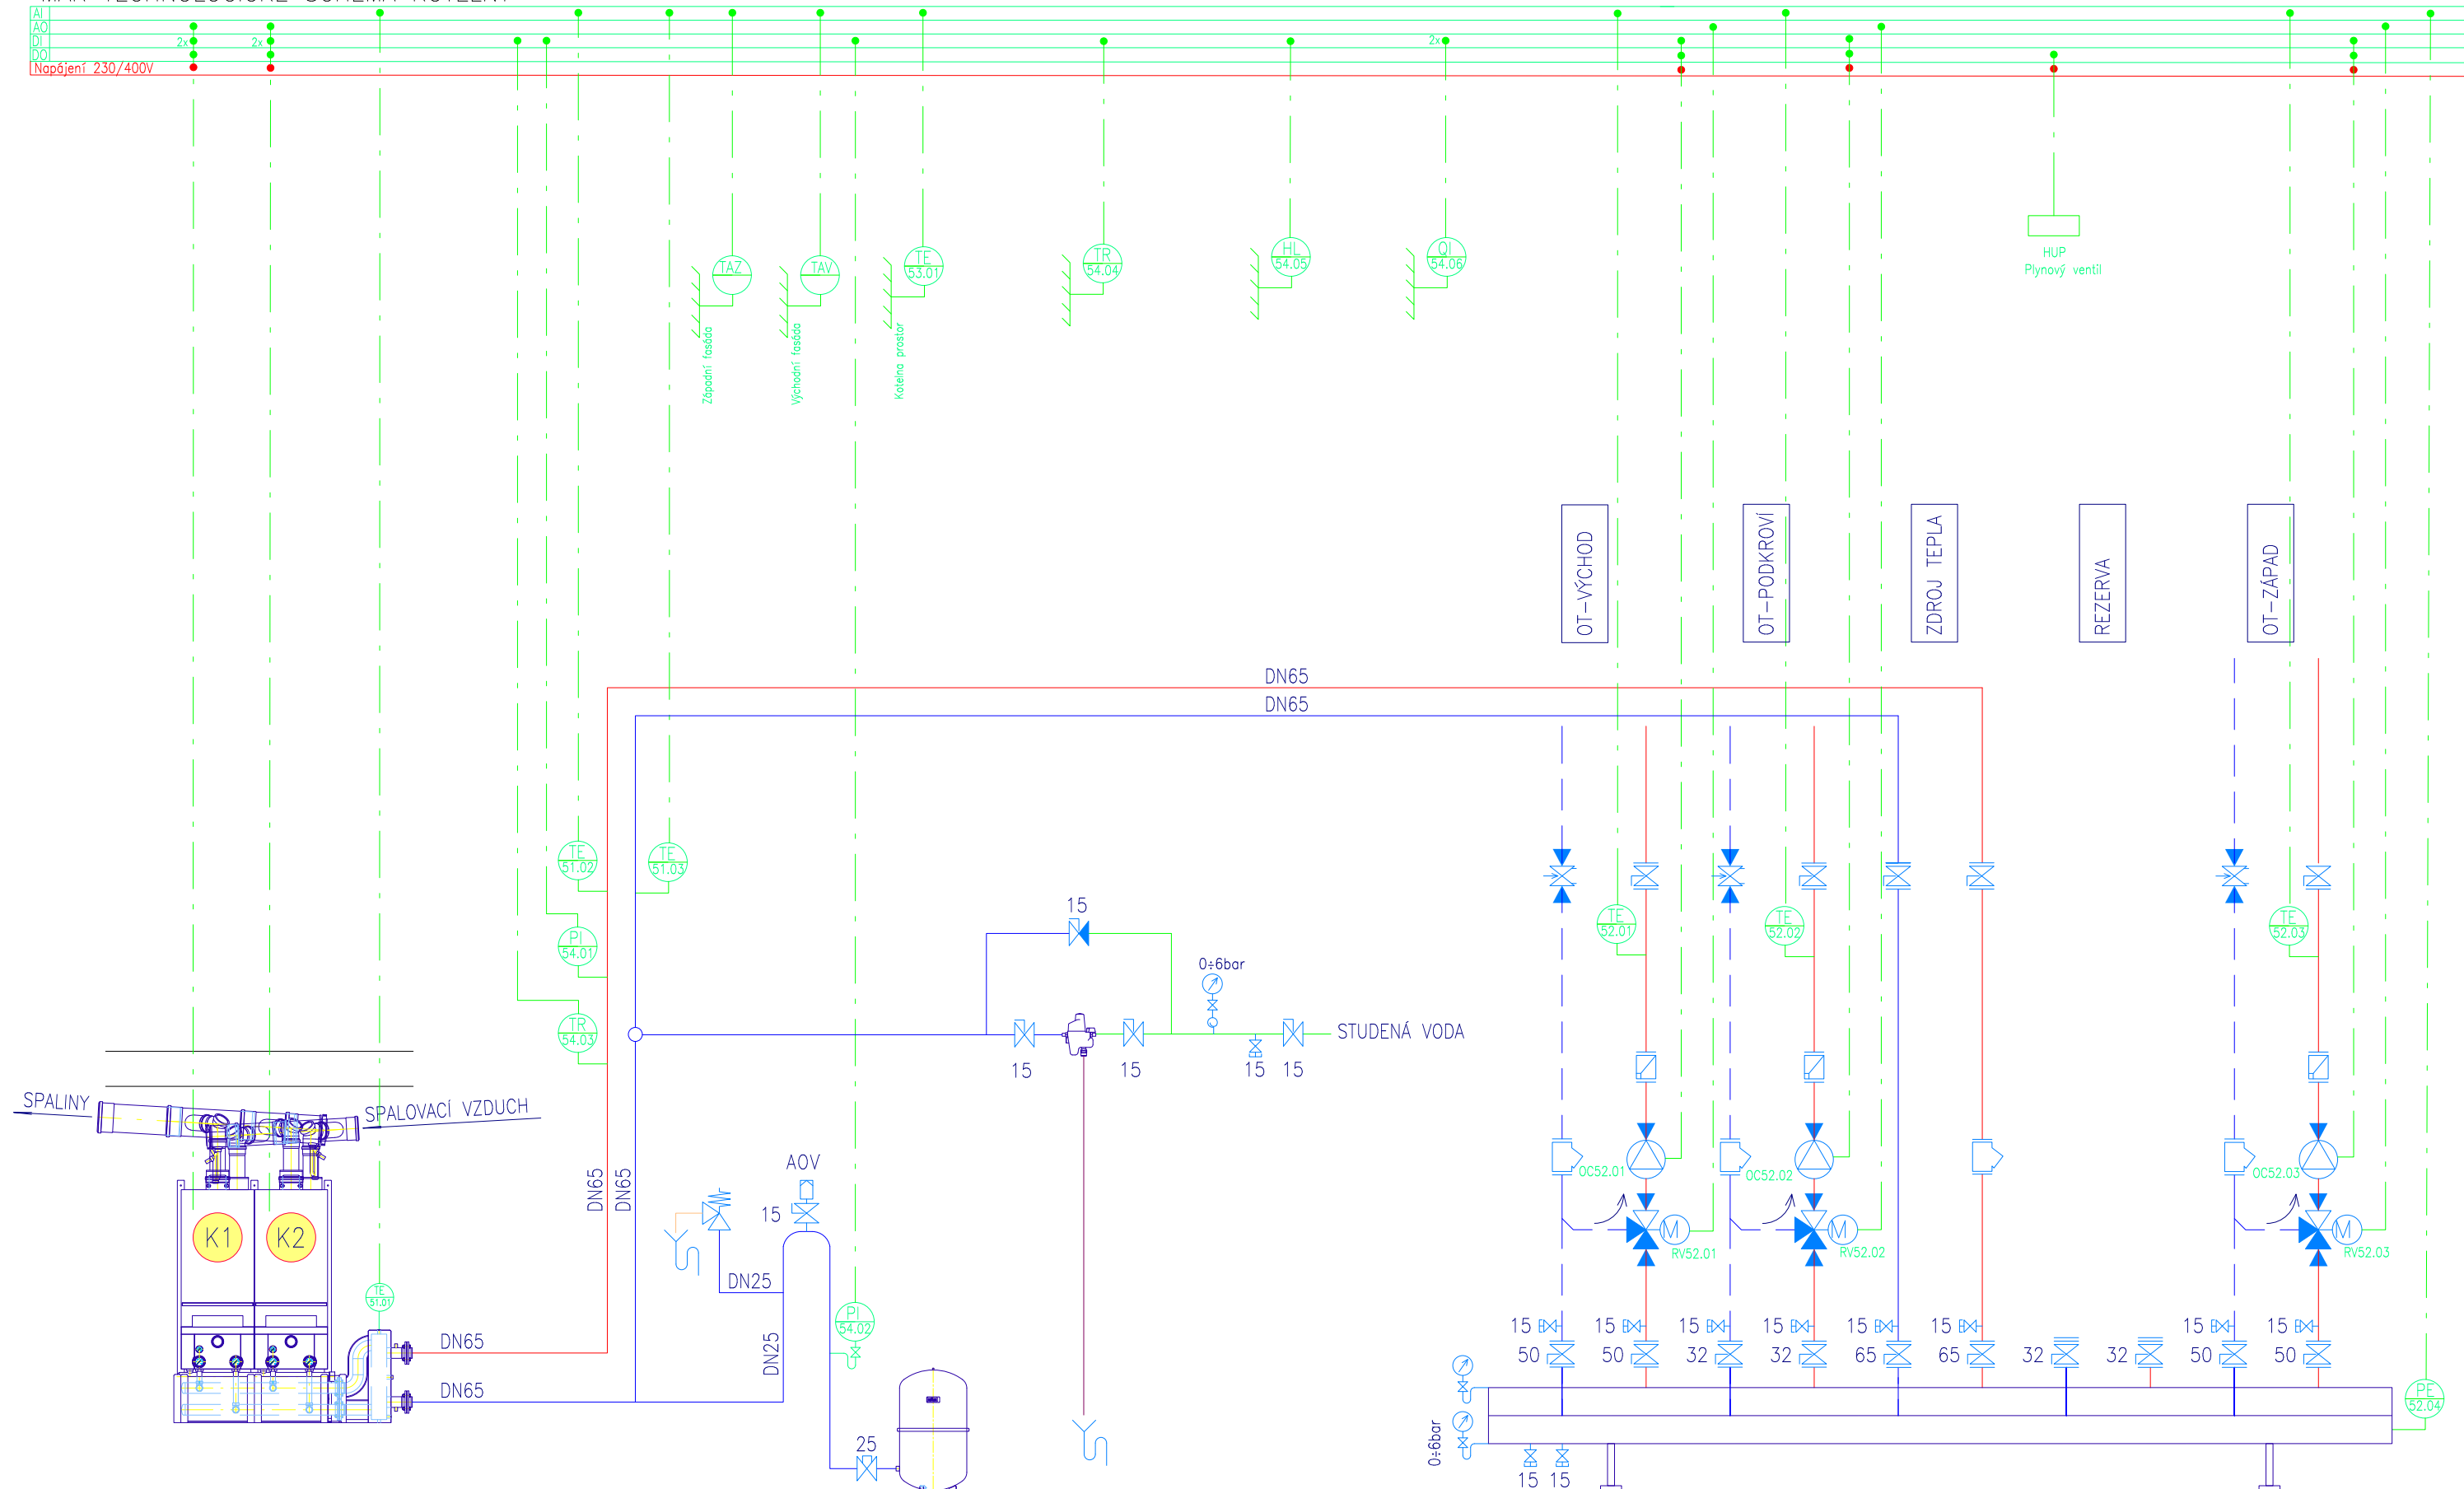 AI
AO
DI
DO
Napájení 230/400V
2x
2x
2x
TAZ
TAV
TE
53.01
TR
54.04
HL
54.05
QI
54.06
HUP
Plynový ventil
Západní fasáda
Východní fasáda
Kotelna prostor
OT-VÝCHOD
OT-PODKROVÍ
ZDROJ TEPLA
REZERVA
OT-ZÁPAD
DN65
DN65
TE
51.02
TE
51.03
PI
54.01
TR
54.03
TE
52.01
TE
52.02
TE
52.03
15
0÷6bar
STUDENÁ VODA
15
15
15
15
SPALINY
SPALOVACÍ VZDUCH
DN65
DN65
AOV
15
OC52.01
OC52.02
OC52.03
K1
K2
M
M
M
RV52.01
RV52.02
RV52.03
DN25
TE
51.01
PI
54.02
DN25
DN65
DN65
15
15
15
15
15
15
15
15
50
50
32
32
65
65
32
32
50
50
PE
52.04
0÷6bar
25
15
15